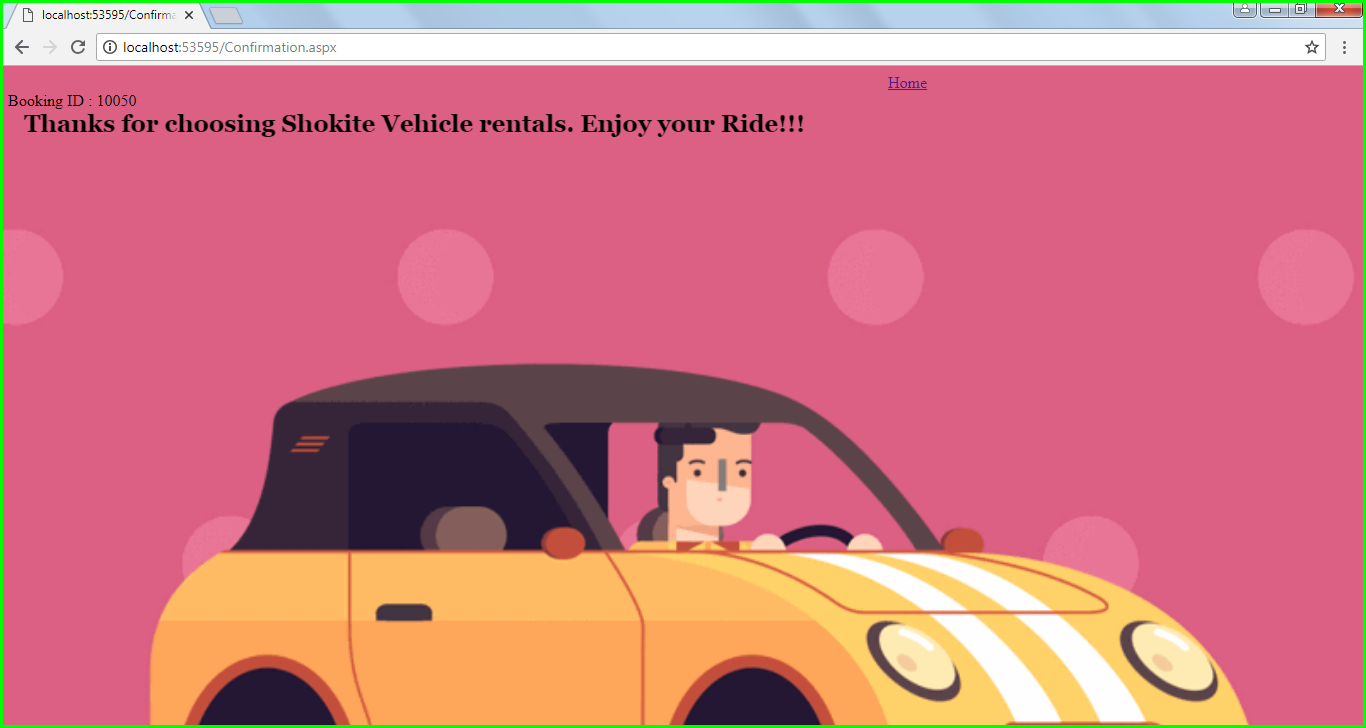 localhost:53595/Confirma
localhost:53595/Confirmation.aspx
Home
Booking ID : 10050
Thanks for choosing Shokite Vehicle rentals. Enjoy your Ride!!!